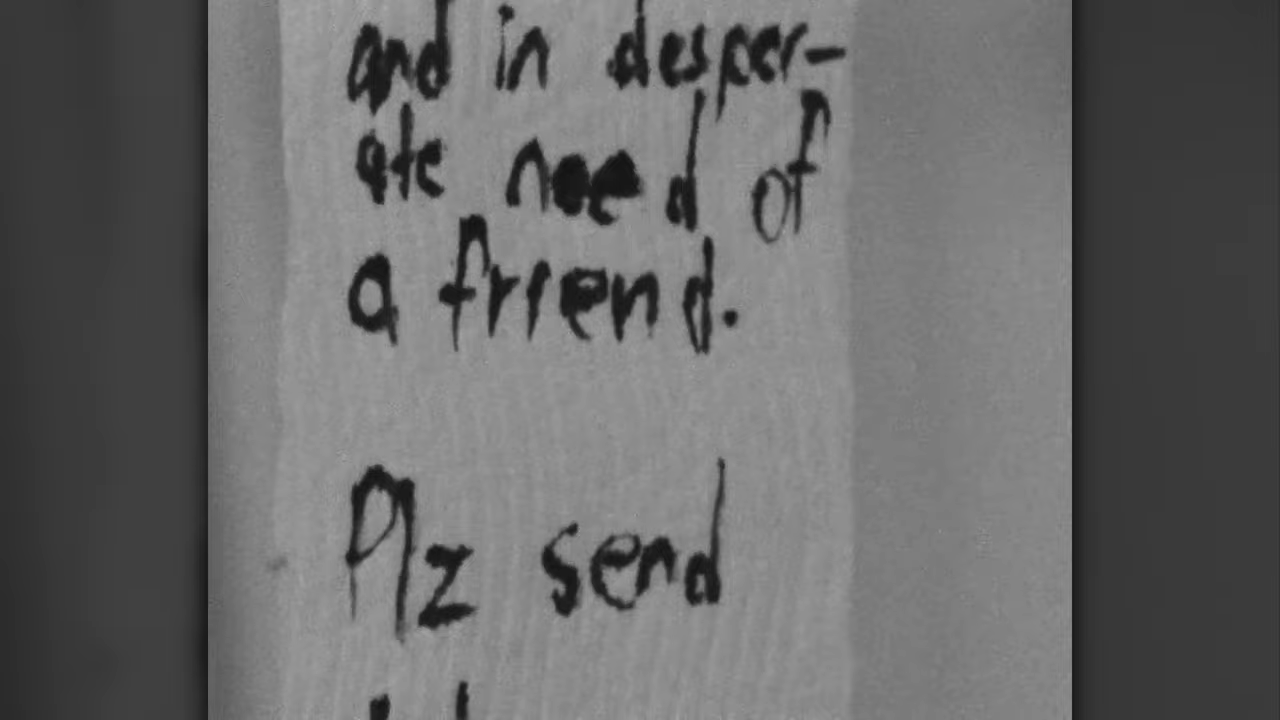 and in desper-
ate need of
a friend.
Plz send